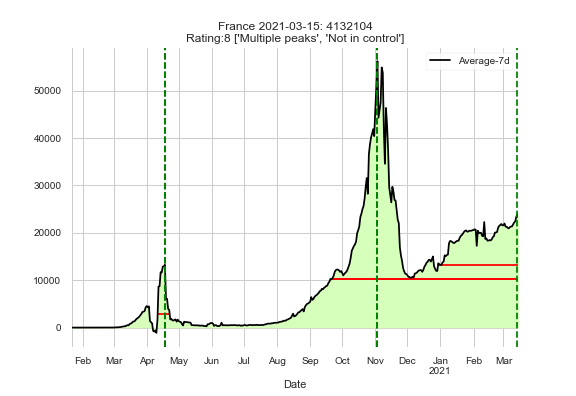 France 2021-03-15: 4132104
Rating:8 ['Multiple peaks', 'Not in control']
Average-7d
50000
40000
30000
20000
10000
0
Feb Mar Apr May Jun Jul Aug Sep Oct Nov Dec Jan Feb Mar
2021
Date